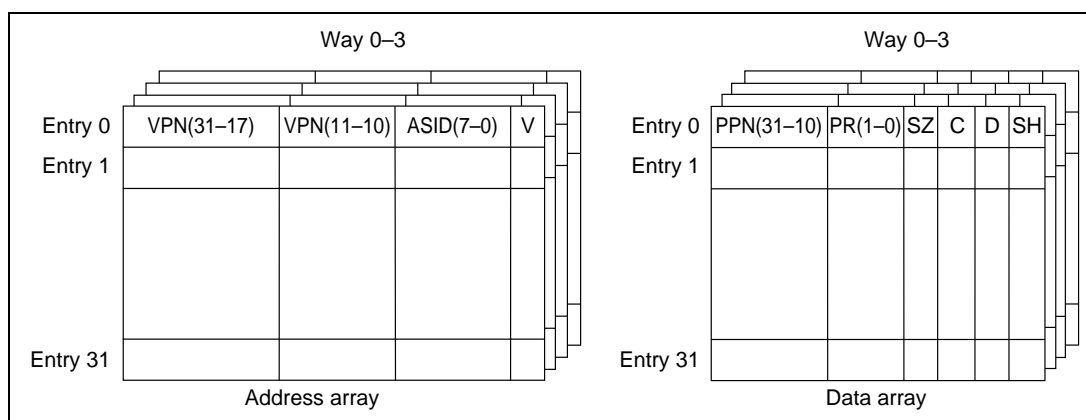 Way 0–3
Way 0–3
Entry 0 VPN(31–17) VPN(11–10) ASID(7–0) V
Entry 0 PPN(31–10) PR(1–0) SZ C D SH
Entry 1
Entry 1
Entry 31
Entry 31
Address array
Data array